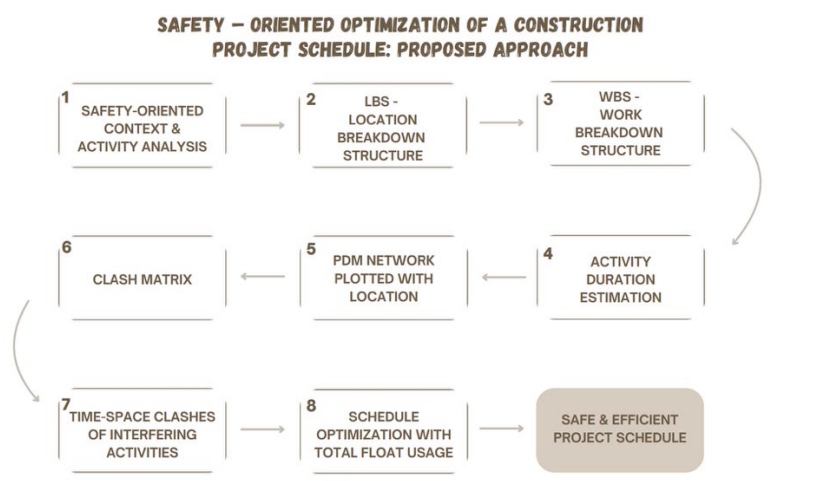 SAFETY – ORIENTED OPTIMIZATION OF A CONSTRUCTION
PROJECT SCHEDULE: PROPOSED APPROACH
1
SAFETY-ORIENTED
CONTEXT &
ACTIVITY ANALYSIS
2
LBS -
LOCATION
BREAKDOWN
STRUCTURE
3
WBS -
WORK
BREAKDOWN
STRUCTURE
4
ACTIVITY
DURATION
ESTIMATION
5
PDM NETWORK
PLOTTED WITH
LOCATION
6
CLASH MATRIX
7
TIME-SPACE CLASHES
OF INTERFERING
ACTIVITIES
8
SCHEDULE
OPTIMIZATION WITH
TOTAL FLOAT USAGE
SAFE & EFFICIENT
PROJECT SCHEDULE